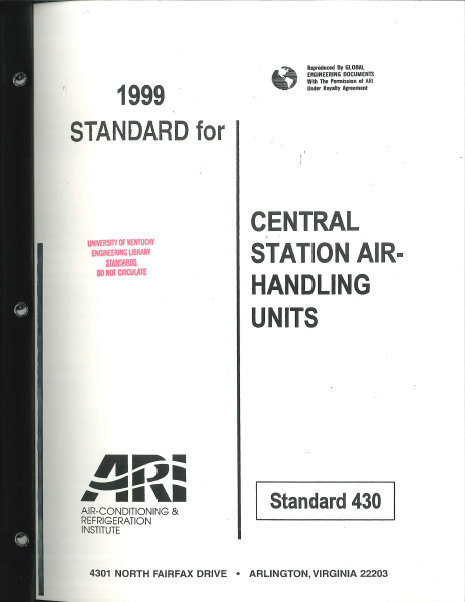 Reproduced By GLOBAL
ENGINEERING DOCUMENTS
With The Permission of ARI
Under Royalty Agreement
1999
STANDARD for
UNIVERSITY OF KENTUCKY
ENGINEERING LIBRARY
STANDARDS
DO NOT CIRCULATE
CENTRAL
STATION AIR-
HANDLING
UNITS
ARI
AIR-CONDITIONING &
REFRIGERATION
INSTITUTE
Standard 430
4301 NORTH FAIRFAX DRIVE • ARLINGTON, VIRGINIA 22203